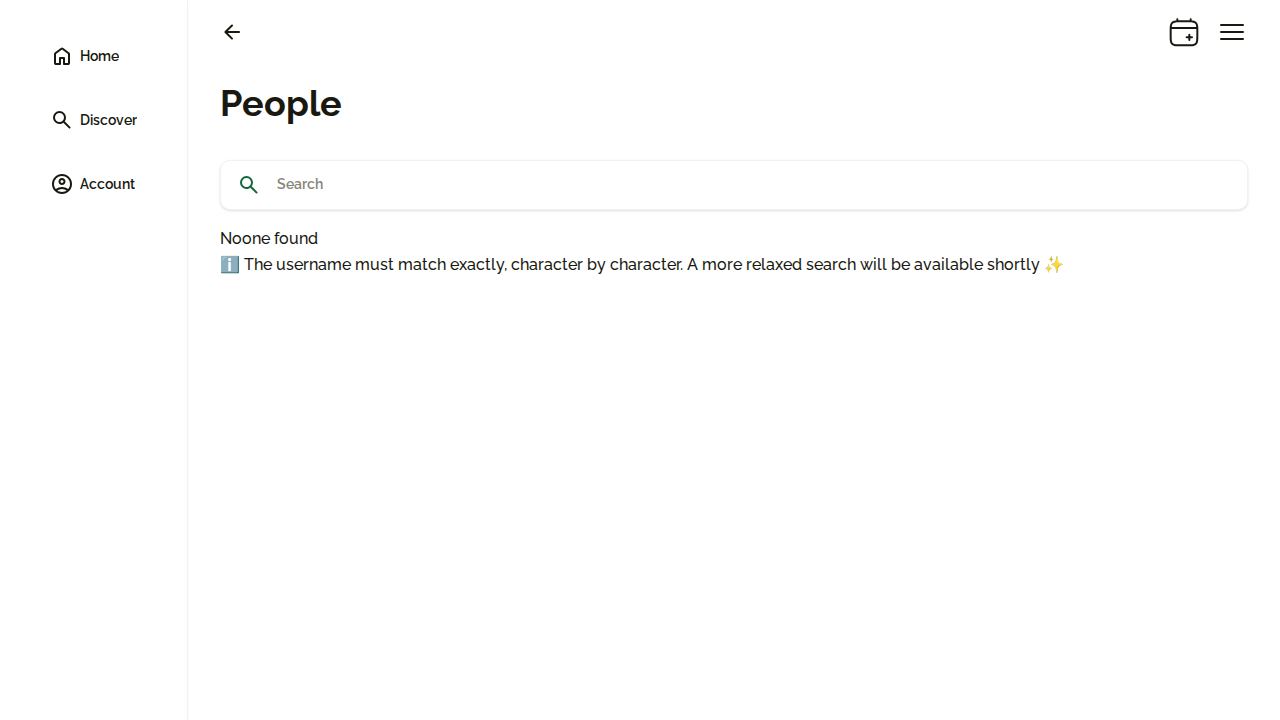 Home
Discover
Account
People
Search
Noone found
ℹ️ The username must match exactly, character by character. A more relaxed search will be available shortly ✨